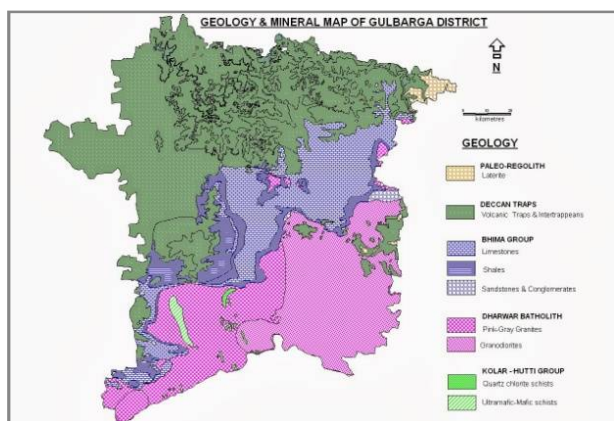 GEOLOGY & MINERAL MAP OF GULBARGA DISTRICT
N
kilometres
GEOLOGY
PALEO-REGOLITH
Laterite
DECCAN TRAPS
Volcanic Traps & Intertrappeans
BHIMA GROUP
Limestones
Shales
Sandstones & Conglomerates
DHARWAR BATHOLITH
Pink-Gray Granites
Granodiorites
KOLAR - HUTTI GROUP
Quartz chlorite schists
Ultramafic-Mafic schists